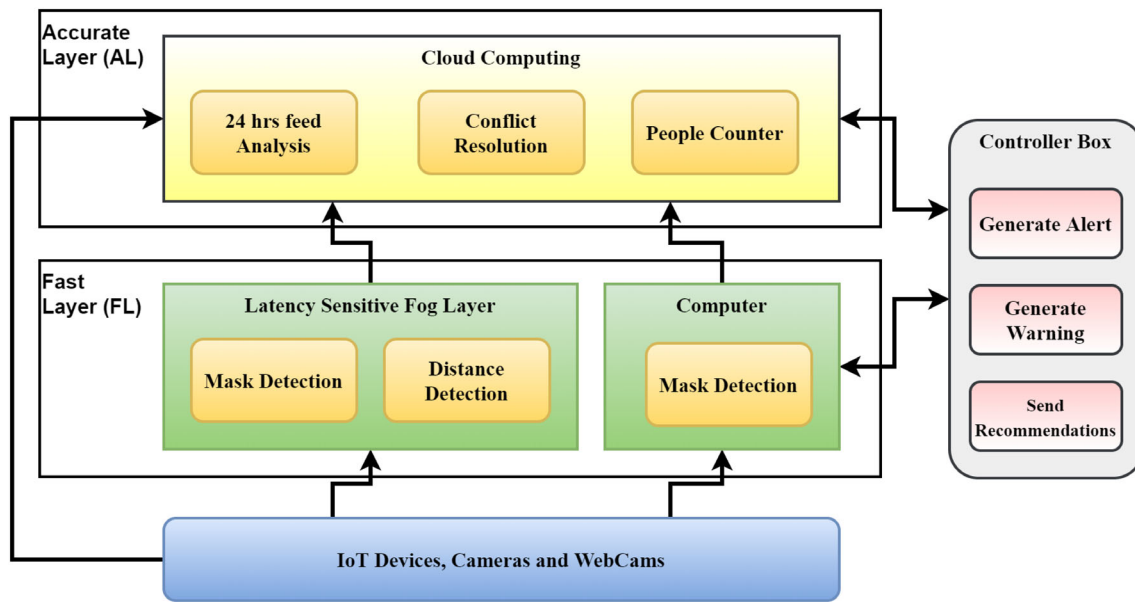 Accurate
Layer (AL)
Cloud Computing
24 hrs feed
Analysis
Conflict
Resolution
People Counter
Controller Box
Generate Alert
Generate
Warning
Send
Recommendations
Fast
Layer (FL)
Latency Sensitive Fog Layer
Mask Detection
Distance
Detection
Computer
Mask Detection
IoT Devices, Cameras and WebCams